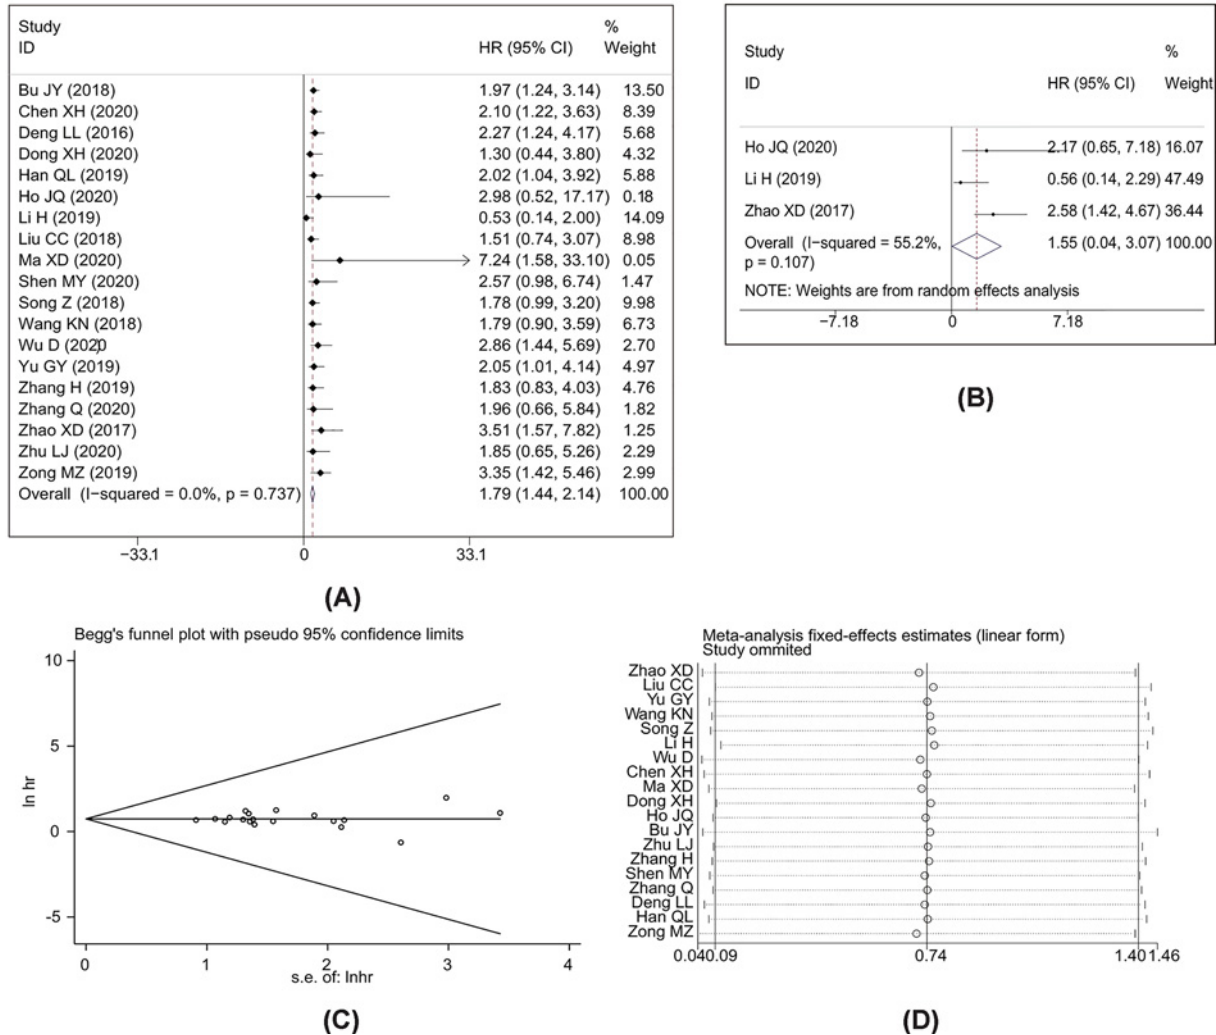 Study %
ID HR (95% CI) Weight
Bu JY (2018) 1.97 (1.24, 3.14) 13.50
Chen XH (2020) 2.10 (1.22, 3.63) 8.39
Deng LL (2016) 2.27 (1.24, 4.17) 5.68
Dong XH (2020) 1.30 (0.44, 3.80) 4.32
Han QL (2019) 2.02 (1.04, 3.92) 5.88
Ho JQ (2020) 2.98 (0.52, 17.17) 0.18
Li H (2019) 0.53 (0.14, 2.00) 14.09
Liu CC (2018) 1.51 (0.74, 3.07) 8.98
Ma XD (2020) 7.24 (1.58, 33.10) 0.05
Shen MY (2020) 2.57 (0.98, 6.74) 1.47
Song Z (2018) 1.78 (0.99, 3.20) 9.98
Wang KN (2018) 1.79 (0.90, 3.59) 6.73
Wu D (2020) 2.86 (1.44, 5.69) 2.70
Yu GY (2019) 2.05 (1.01, 4.14) 4.97
Zhang H (2019) 1.83 (0.83, 4.03) 4.76
Zhang Q (2020) 1.96 (0.66, 5.84) 1.82
Zhao XD (2017) 3.51 (1.57, 7.82) 1.25
Zhu LJ (2020) 1.85 (0.65, 5.26) 2.29
Zong MZ (2019) 3.35 (1.42, 5.46) 2.99
Overall (I−squared = 0.0%, p = 0.737) 1.79 (1.44, 2.14) 100.00
−33.1 0 33.1
(A)
Study %
ID HR (95% CI) Weight
Ho JQ (2020) 2.17 (0.65, 7.18) 16.07
Li H (2019) 0.56 (0.14, 2.29) 47.49
Zhao XD (2017) 2.58 (1.42, 4.67) 36.44
Overall (I−squared = 55.2%, 1.55 (0.04, 3.07) 100.00
p = 0.107)
NOTE: Weights are from random effects analysis
−7.18 0 7.18
(B)
Begg's funnel plot with pseudo 95% confidence limits
10
5
0
-5
ln hr
0 1 2 3 4
s.e. of: lnhr
(C)
Meta-analysis fixed-effects estimates (linear form)
Study ommited
Zhao XD
Liu CC
Yu GY
Wang KN
Song Z
Li H
Wu D
Chen XH
Ma XD
Dong XH
Ho JQ
Bu JY
Zhu LJ
Zhang H
Shen MY
Zhang Q
Deng LL
Han QL
Zong MZ
0.04 0.09 0.74 1.40 1.46
(D)